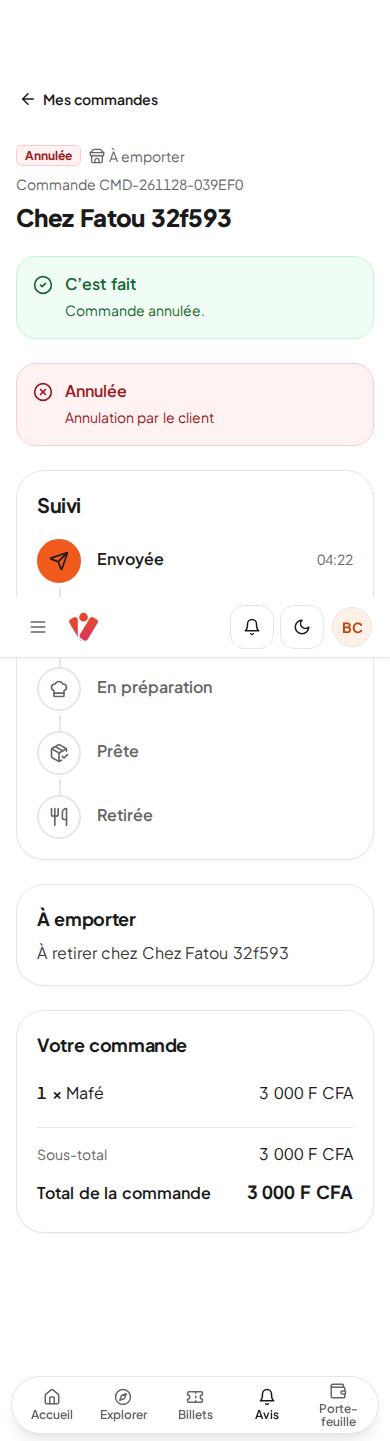 Mes commandes
Annulée À emporter
Commande CMD-261128-039EF0
Chez Fatou 32f593
C’est fait
Commande annulée.
Annulée
Annulation par le client
Suivi
Envoyée 04:22
BC
En préparation
Prête
Retirée
À emporter
À retirer chez Chez Fatou 32f593
Votre commande
1 × Mafé 3 000 F CFA
Sous-total 3 000 F CFA
Total de la commande 3 000 F CFA
Accueil Explorer Billets Avis Porte-
feuille